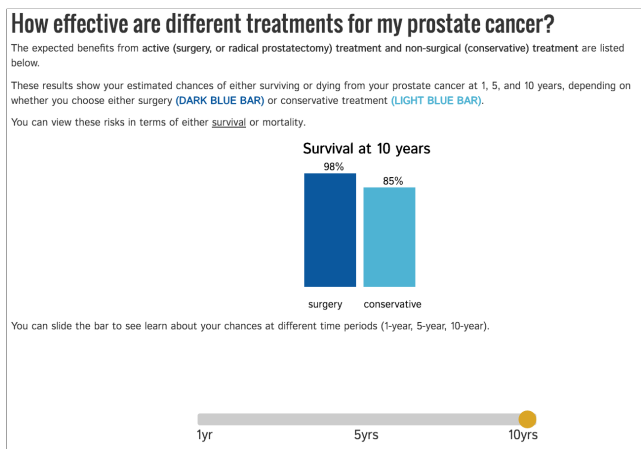 How effective are different treatments for my prostate cancer?
The expected benefits from active (surgery, or radical prostatectomy) treatment and non-surgical (conservative) treatment are listed
below.
These results show your estimated chances of either surviving or dying from your prostate cancer at 1, 5, and 10 years, depending on
whether you choose either surgery (DARK BLUE BAR) or conservative treatment (LIGHT BLUE BAR).
You can view these risks in terms of either survival or mortality.
Survival at 10 years
98%
85%
surgery conservative
You can slide the bar to see learn about your chances at different time periods (1-year, 5-year, 10-year).
1yr 5yrs 10yrs